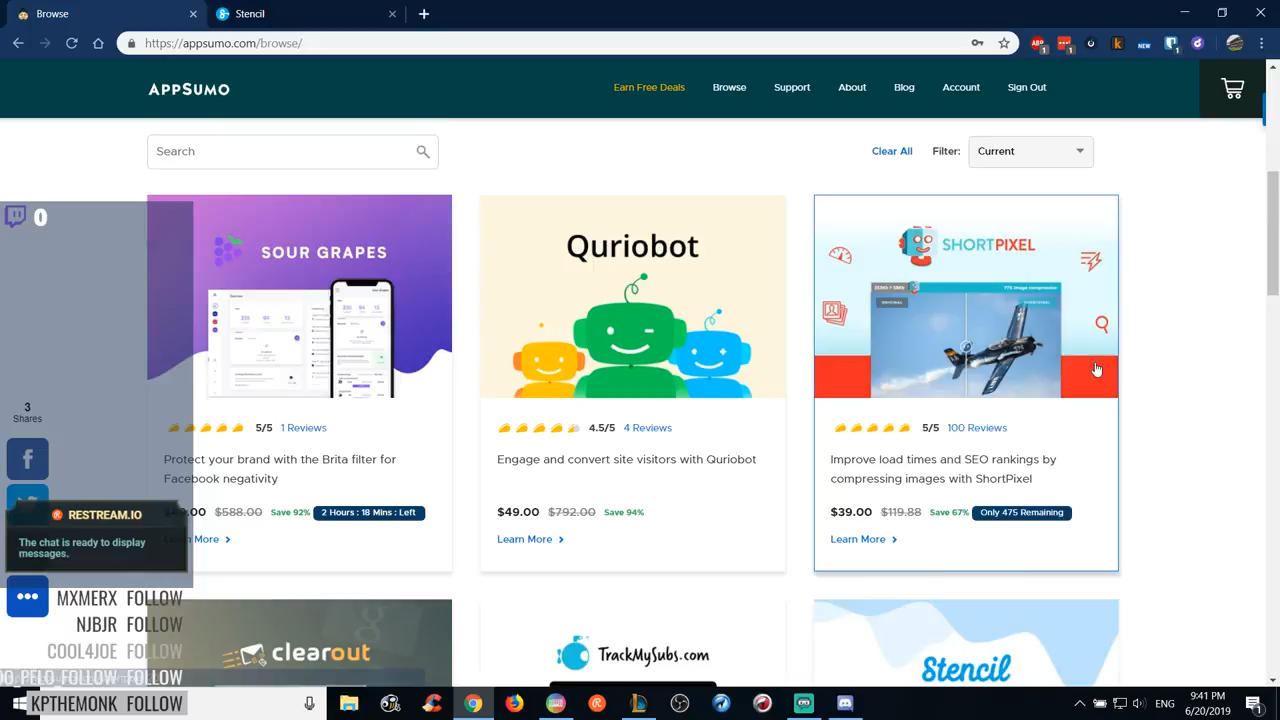 Browse
Stencil
https://appsumo.com/browse/
APPSUMO
Earn Free Deals
Browse
Support
About
Blog
Account
Sign Out
Search
Clear All
Filter:
Current
0
SOUR GRAPES
Quriobot
SHORTPIXEL
ORIGINAL
3
Shares
5/5 1 Reviews
4.5/5 4 Reviews
5/5 100 Reviews
Protect your brand with the Brita filter for
Facebook negativity
Engage and convert site visitors with Quriobot
Improve load times and SEO rankings by
compressing images with ShortPixel
.00 $588.00 Save 92% 2 Hours : 18 Mins : Left
$49.00 $792.00 Save 94%
$39.00 $119.88 Save 67% Only 475 Remaining
More
Learn More
Learn More
RESTREAM.IO
The chat is ready to display
messages.
MXMERX FOLLOW
NJBJR FOLLOW
COOL4JOE FOLLOW
FOLLOW
KPTHEMONK FOLLOW
clearout
TrackMySubs.com
Stencil
9:41 PM
6/20/2019